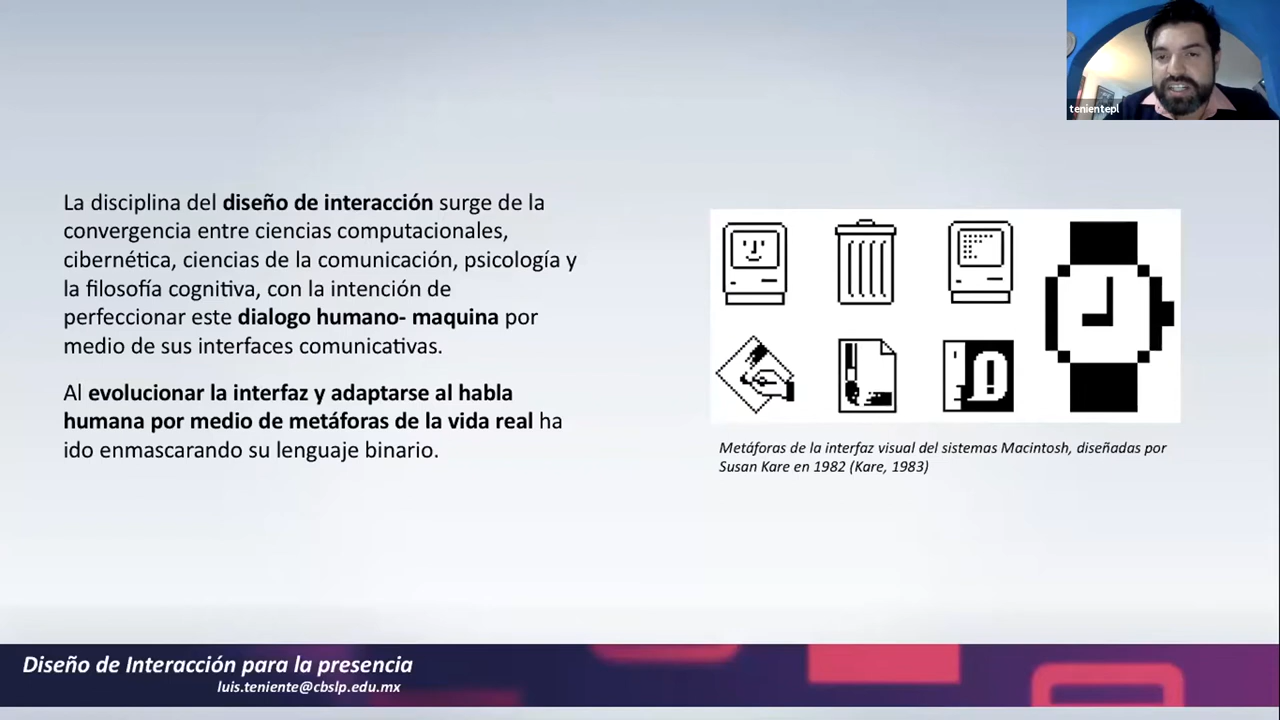 tenientepl
La disciplina del diseño de interacción surge de la
convergencia entre ciencias computacionales,
cibernética, ciencias de la comunicación, psicología y
la filosofía cognitiva, con la intención de
perfeccionar este dialogo humano- maquina por
medio de sus interfaces comunicativas.
Al evolucionar la interfaz y adaptarse al habla
humana por medio de metáforas de la vida real ha
ido enmascarando su lenguaje binario.
Metáforas de la interfaz visual del sistemas Macintosh, diseñadas por
Susan Kare en 1982 (Kare, 1983)
Diseño de Interacción para la presencia
luis.teniente@cbslp.edu.mx